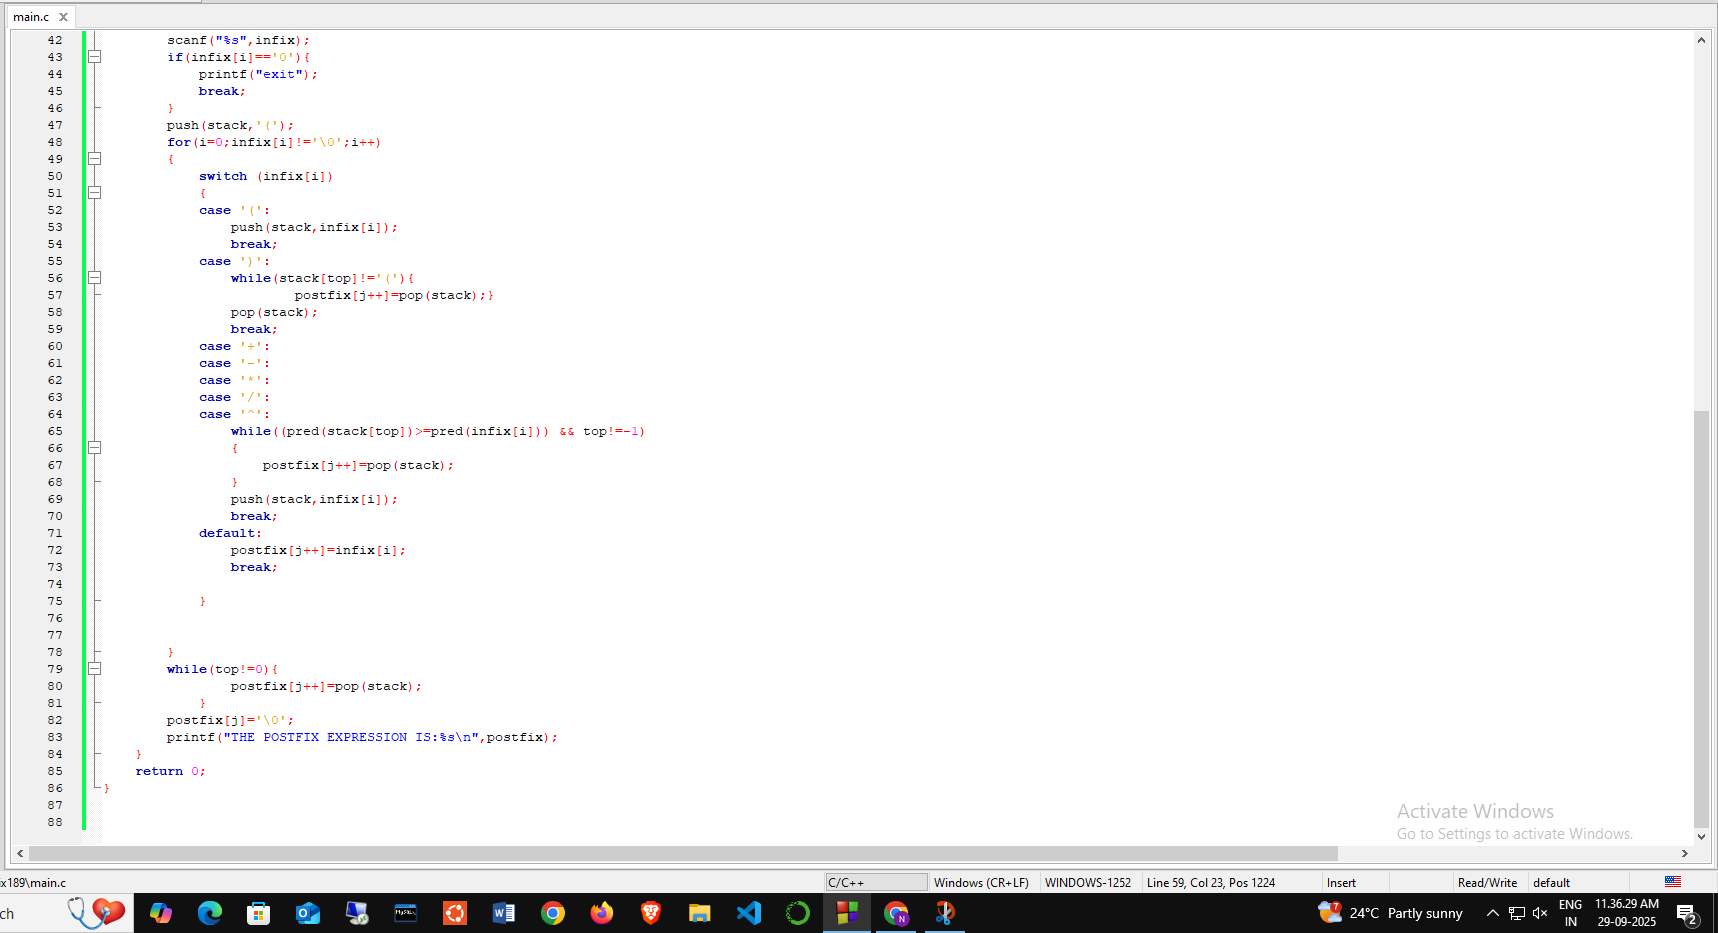 main.c X
42 scanf("%s",infix);
43 if(infix[i]=='0'){
44 printf("exit");
45 break;
46 }
47 push(stack,'(');
48 for(i=0;infix[i]!='\0';i++)
49 {
50 switch (infix[i])
51 {
52 case '(':
53 push(stack,infix[i]);
54 break;
55 case ')':
56 while(stack[top]!='('){
57 postfix[j++]=pop(stack);}
58 pop(stack);
59 break;
60 case '+':
61 case '-':
62 case '*':
63 case '/':
64 case '^':
65 while((pred(stack[top])>=pred(infix[i])) && top!=-1)
66 {
67 postfix[j++]=pop(stack);
68 }
69 push(stack,infix[i]);
70 break;
71 default:
72 postfix[j++]=infix[i];
73 break;
74
75 }
76
77
78 }
79 while(top!=0){
80 postfix[j++]=pop(stack);
81 }
82 postfix[j]='\0';
83 printf("THE POSTFIX EXPRESSION IS:%s\n",postfix);
84 }
85 return 0;
86 }
87
88
Activate Windows
Go to Settings to activate Windows.
x189\main.c C/C++ Windows (CR+LF) WINDOWS-1252 Line 59, Col 23, Pos 1224 Insert Read/Write default
ch MySQL N 7 24°C Partly sunny ENG IN 11.36.29 AM 29-09-2025 2